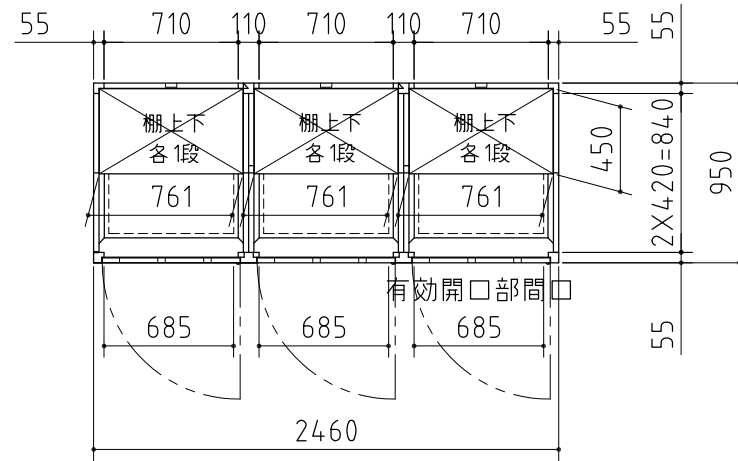 55 710 110 710 110 710 55
55
棚上下 棚上下 棚上下
各1段 各1段 各1段
450
2X420=840
950
761 761 761
有効開口部間口
685 685 685
55
2460